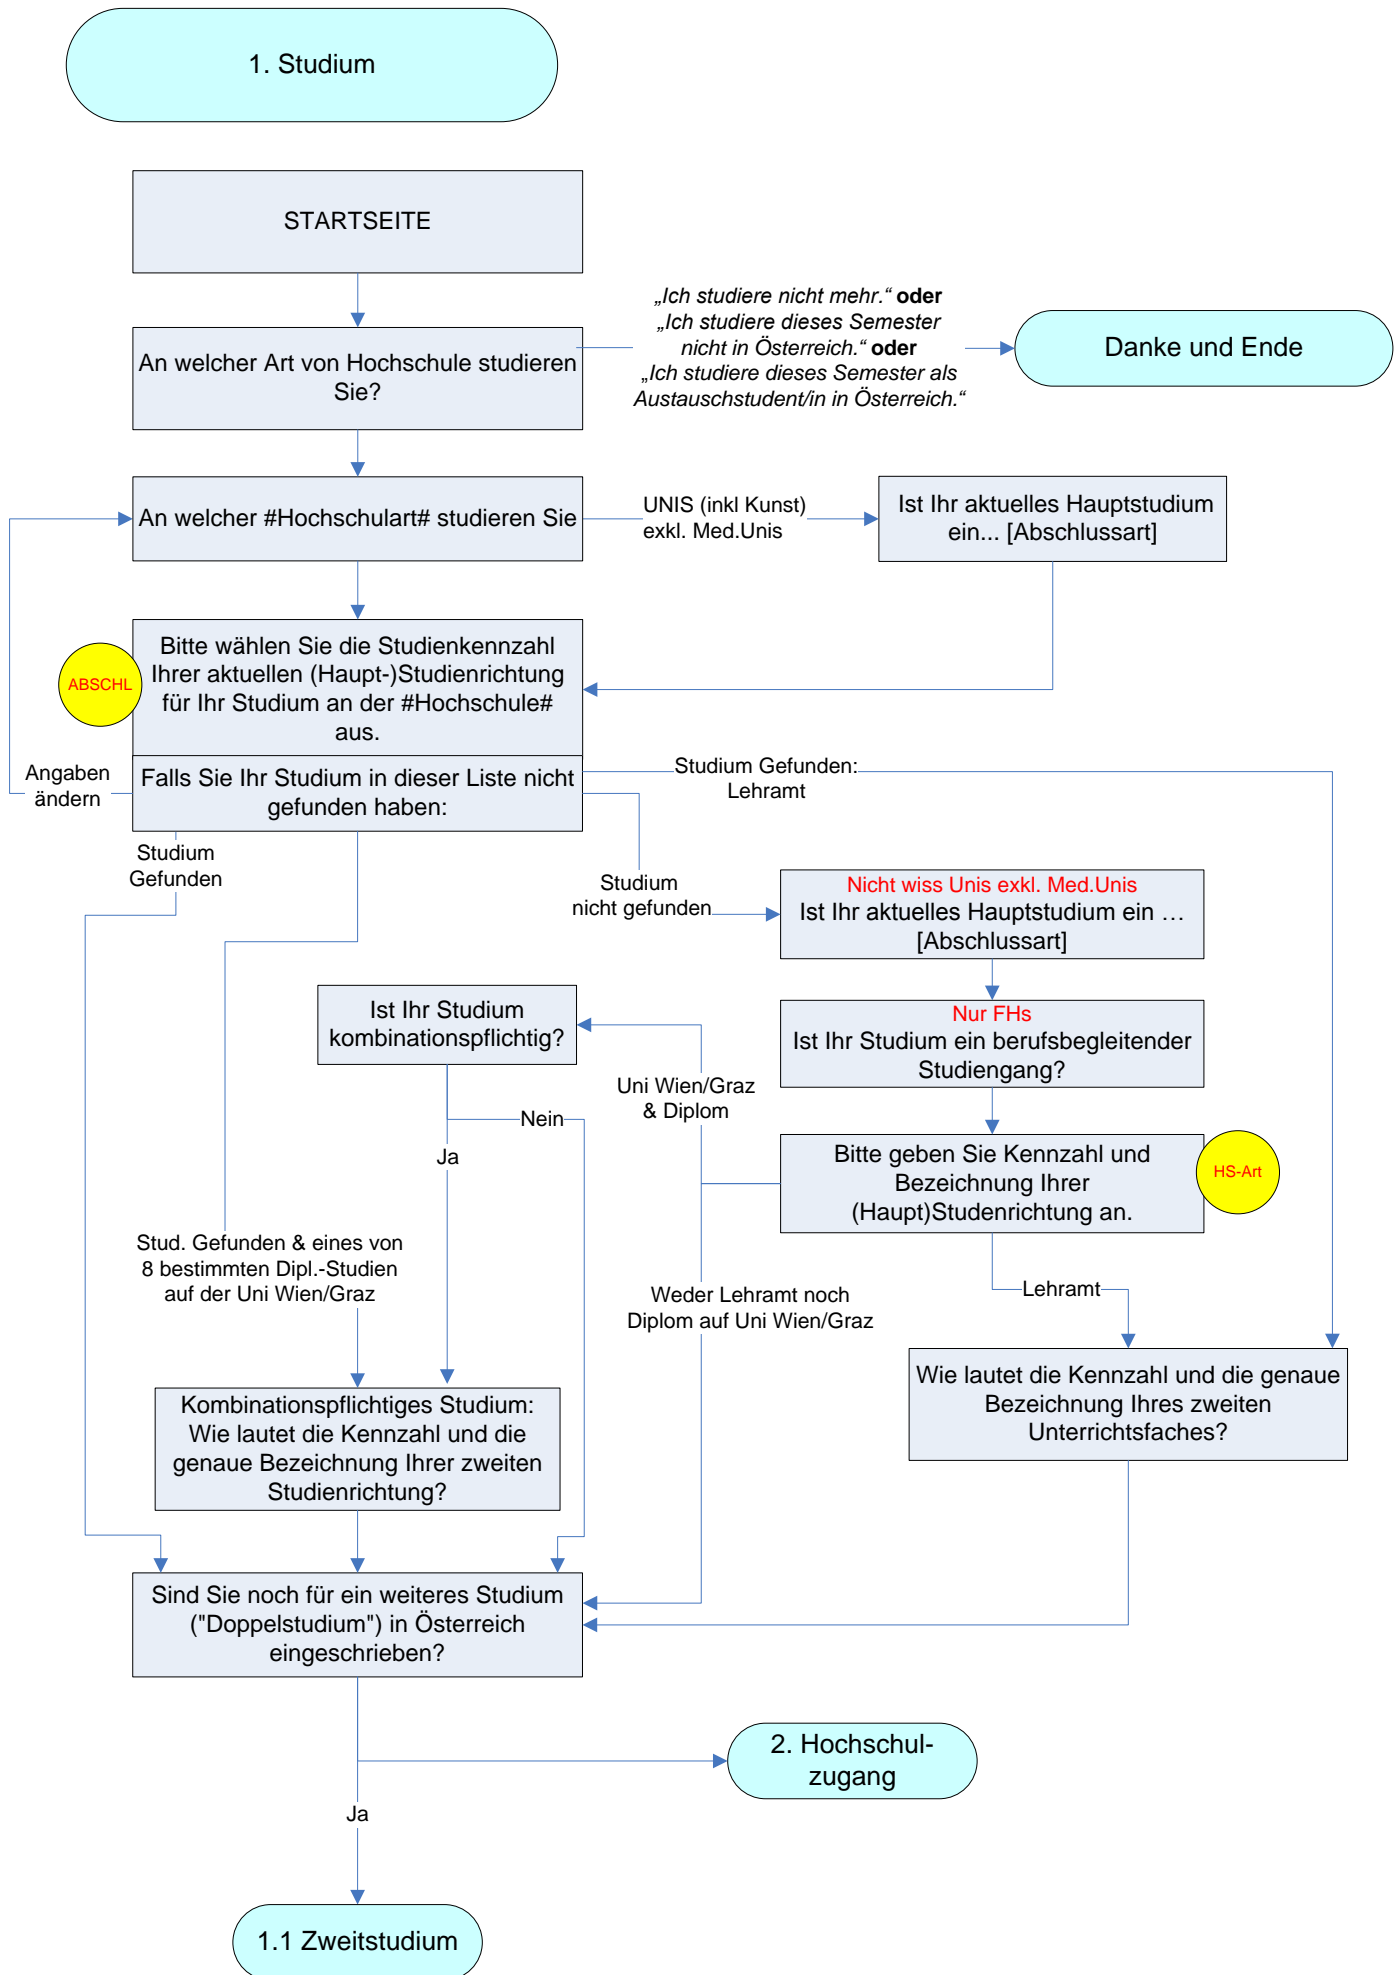 1. Studium
STARTSEITE
„Ich studiere nicht mehr.“ oder
„Ich studiere dieses Semester
nicht in Österreich.“ oder
„Ich studiere dieses Semester als
Austauschstudent/in in Österreich.“
Danke und Ende
An welcher Art von Hochschule studieren
Sie?
An welcher #Hochschulart# studieren Sie
UNIS (inkl Kunst)
exkl. Med.Unis
Ist Ihr aktuelles Hauptstudium
ein... [Abschlussart]
Bitte wählen Sie die Studienkennzahl
Ihrer aktuellen (Haupt-)Studienrichtung
für Ihr Studium an der #Hochschule#
aus.
ABSCHL
Angaben
ändern
Falls Sie Ihr Studium in dieser Liste nicht
gefunden haben:
Studium Gefunden:
Lehramt
Studium
Gefunden
Studium
nicht gefunden
Nicht wiss Unis exkl. Med.Unis
Ist Ihr aktuelles Hauptstudium ein …
[Abschlussart]
Ist Ihr Studium
kombinationspflichtig?
Nur FHs
Ist Ihr Studium ein berufsbegleitender
Studiengang?
Uni Wien/Graz
& Diplom
Nein
Ja
Bitte geben Sie Kennzahl und
Bezeichnung Ihrer
(Haupt)Studenrichtung an.
HS-Art
Stud. Gefunden & eines von
8 bestimmten Dipl.-Studien
auf der Uni Wien/Graz
Weder Lehramt noch
Diplom auf Uni Wien/Graz
Lehramt
Wie lautet die Kennzahl und die genaue
Bezeichnung Ihres zweiten
Unterrichtsfaches?
Kombinationspflichtiges Studium:
Wie lautet die Kennzahl und die
genaue Bezeichnung Ihrer zweiten
Studienrichtung?
Sind Sie noch für ein weiteres Studium
("Doppelstudium") in Österreich
eingeschrieben?
2. Hochschul-
zugang
Ja
1.1 Zweitstudium